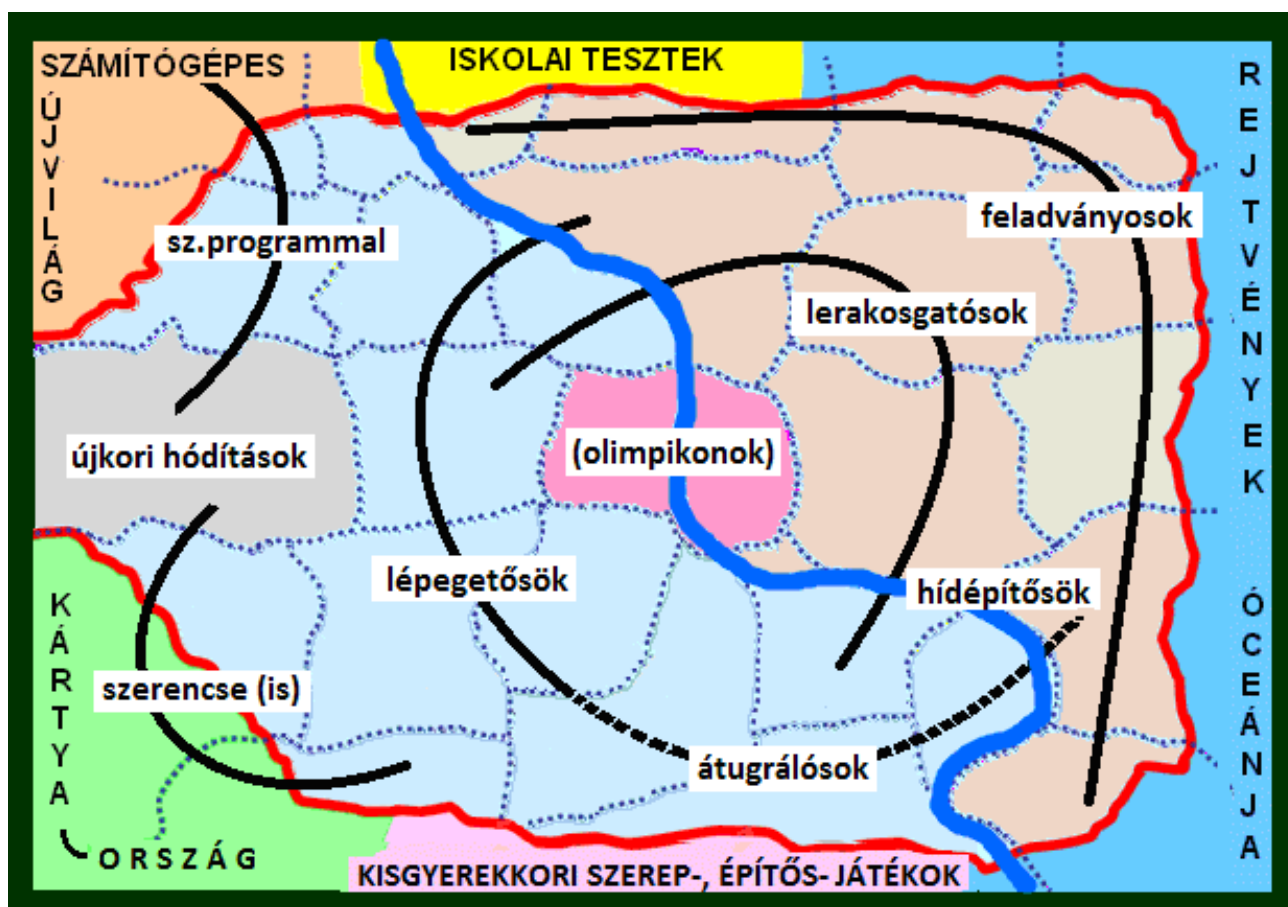 SZÁMÍTÓGÉPES
ÚJVILÁG
ISKOLAI TESZTEK
REJTVÉNYEK ÓCEÁNJA
feladványosok
sz.programmal
lerakosgatósok
újkori hódítások
(olimpikonok)
lépegetősök
hídépítősök
KÁRTYA
ORSZÁG
szerencse (is)
átugrálósok
KISGYEREKKORI SZEREP-, ÉPÍTŐS- JÁTÉKOK